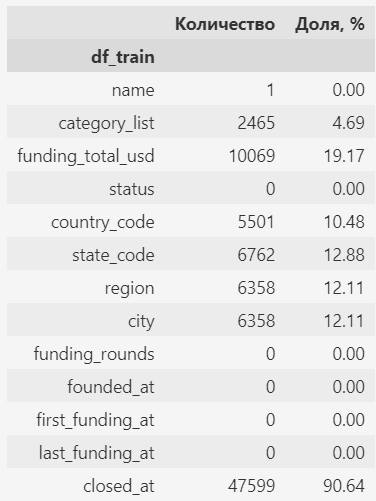 Количество Доля, %
df_train
name 1 0.00
category_list 2465 4.69
funding_total_usd 10069 19.17
status 0 0.00
country_code 5501 10.48
state_code 6762 12.88
region 6358 12.11
city 6358 12.11
funding_rounds 0 0.00
founded_at 0 0.00
first_funding_at 0 0.00
last_funding_at 0 0.00
closed_at 47599 90.64